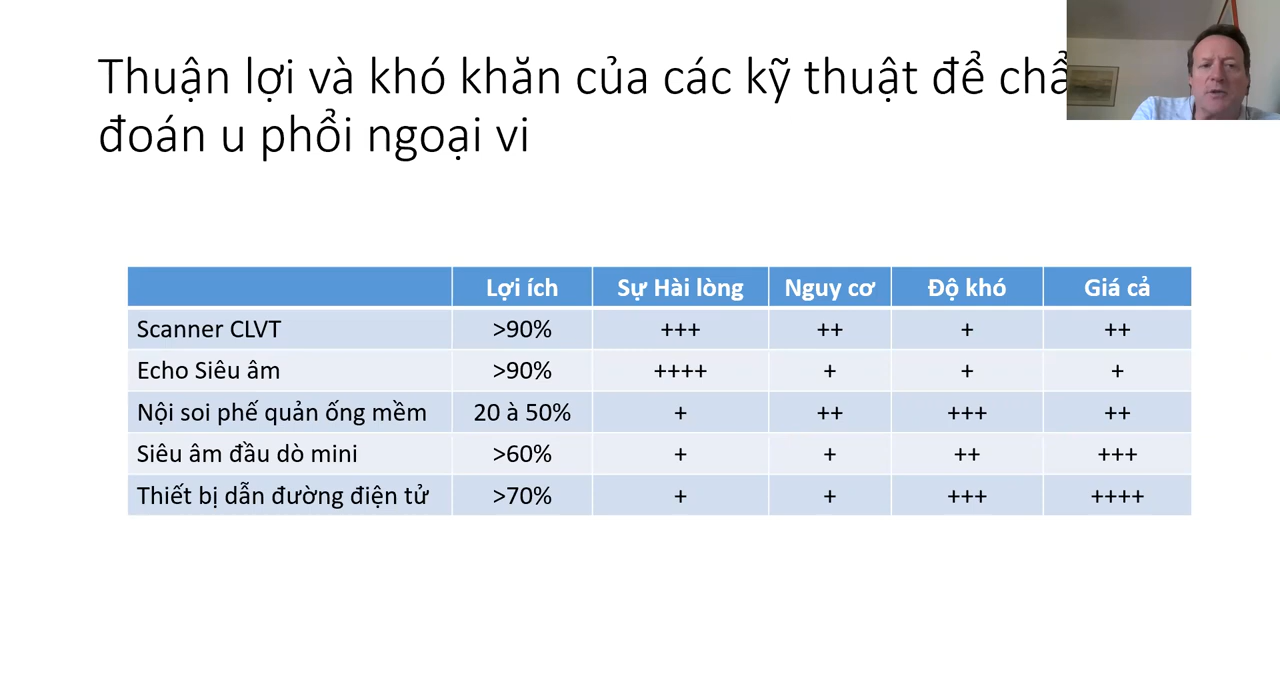 Thuận lợi và khó khăn của các kỹ thuật để
đoán u phổi ngoại vi
Lợi ích Sự Hài lòng Nguy cơ Độ khó Giá cả
Scanner CLVT >90% +++ ++ + ++
Echo Siêu âm >90% ++++ + + +
Nội soi phế quản ống mềm 20 à 50% + ++ +++ ++
Siêu âm đầu dò mini >60% + + ++ +++
Thiết bị dẫn đường điện tử >70% + + +++ ++++